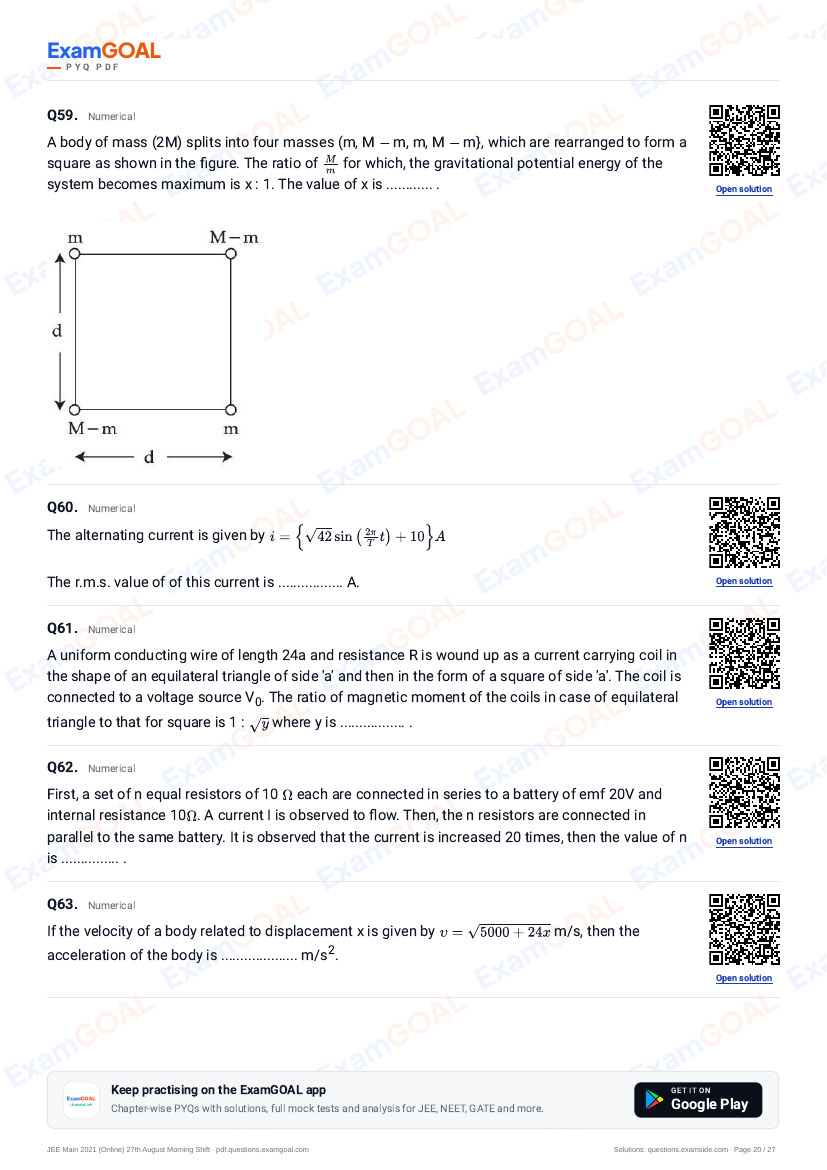 ExamGOAL
PYQ PDF
Q59. Numerical
A body of mass (2M) splits into four masses (m, M − m, m, M − m}, which are rearranged to form a
square as shown in the figure. The ratio of M/m for which, the gravitational potential energy of the
system becomes maximum is x : 1. The value of x is ............ .
Open solution
m M − m
d
M − m m
d
Q60. Numerical
The alternating current is given by i = {√42 sin (2π/T t) + 10}A
The r.m.s. value of of this current is ................. A.
Open solution
Q61. Numerical
A uniform conducting wire of length 24a and resistance R is wound up as a current carrying coil in
the shape of an equilateral triangle of side 'a' and then in the form of a square of side 'a'. The coil is
connected to a voltage source V₀. The ratio of magnetic moment of the coils in case of equilateral
triangle to that for square is 1 : √y where y is ................. .
Open solution
Q62. Numerical
First, a set of n equal resistors of 10 Ω each are connected in series to a battery of emf 20V and
internal resistance 10Ω. A current I is observed to flow. Then, the n resistors are connected in
parallel to the same battery. It is observed that the current is increased 20 times, then the value of n
is ............... .
Open solution
Q63. Numerical
If the velocity of a body related to displacement x is given by υ = √(5000 + 24x) m/s, then the
acceleration of the body is .................... m/s².
Open solution
Keep practising on the ExamGOAL app
Chapter-wise PYQs with solutions, full mock tests and analysis for JEE, NEET, GATE and more.
GET IT ON
Google Play
JEE Main 2021 (Online) 27th August Morning Shift · pdf.questions.examgoal.com
Solutions: questions.examside.com · Page 20 / 27